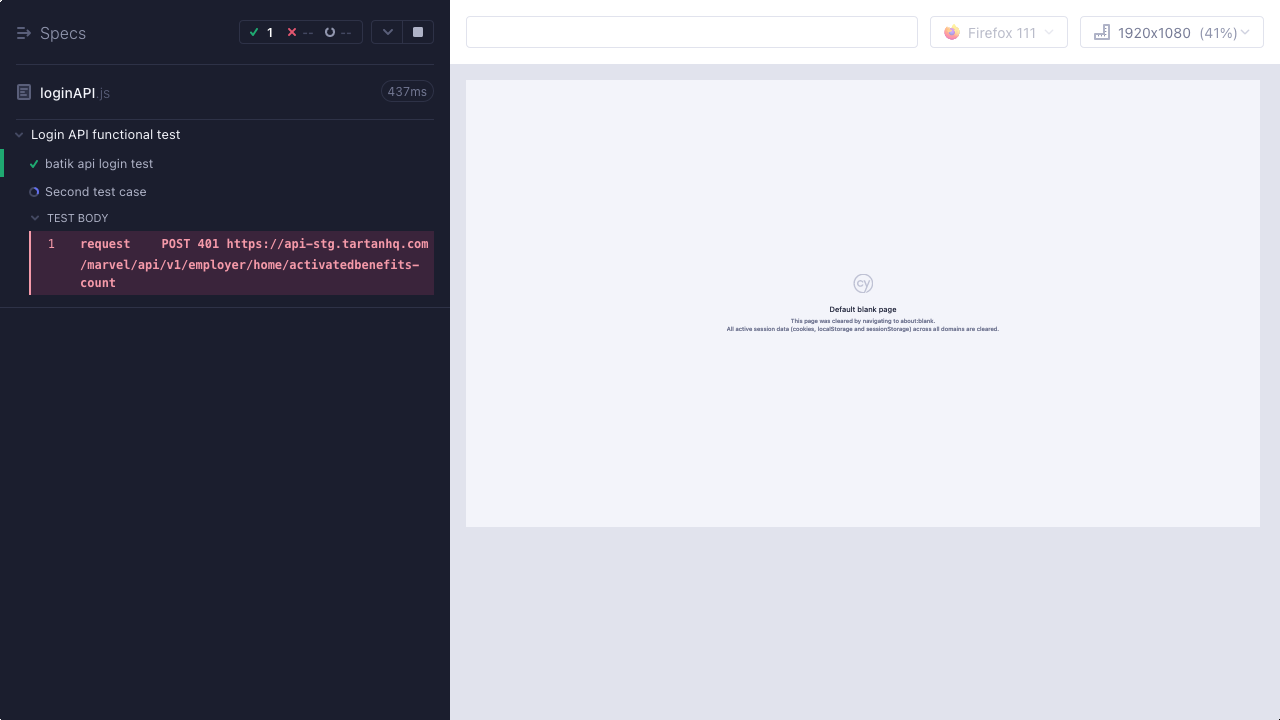 Specs
1 -- --
loginAPI.js
437ms
Login API functional test
batik api login test
Second test case
TEST BODY
1 request POST 401 https://api-stg.tartanhq.com
/marvel/api/v1/employer/home/activatedbenefits-
count
Firefox 111
1920x1080 (41%)
cy
Default blank page
This page was cleared by navigating to about:blank.
All active session data (cookies, localStorage and sessionStorage) across all domains are cleared.